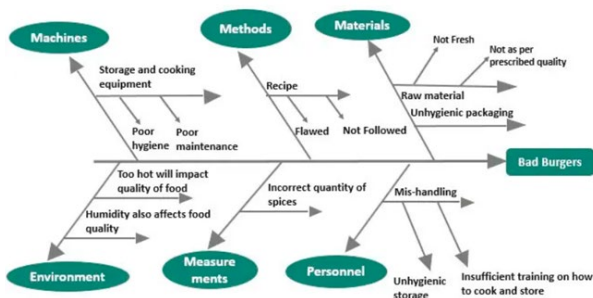 Machines
Methods
Materials
Storage and cooking
equipment
Poor
hygiene
Poor
maintenance
Recipe
Flawed
Not Followed
Not Fresh
Not as per
prescribed quality
Raw material
Unhygienic packaging
Bad Burgers
Too hot will impact
quality of food
Humidity also affects food
quality
Environment
Incorrect quantity of
spices
Measure
ments
Mis-handling
Personnel
Unhygienic
storage
Insufficient training on how
to cook and store